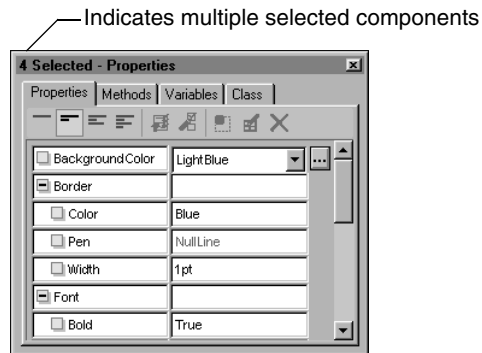 Indicates multiple selected components
4 Selected - Properties
Properties Methods Variables Class
BackgroundColor LightBlue ...
Border
Color Blue
Pen NullLine
Width 1pt
Font
Bold True